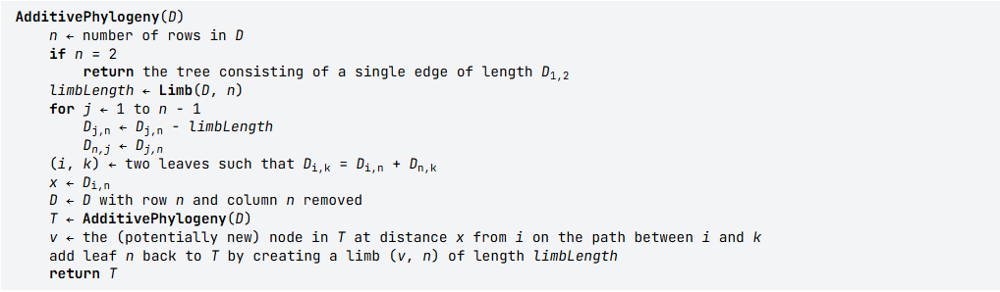 AdditivePhylogeny(D)
n ← number of rows in D
if n = 2
return the tree consisting of a single edge of length D1,2
limbLength ← Limb(D, n)
for j ← 1 to n - 1
Dj,n ← Dj,n - limbLength
Dn,j ← Dj,n
(i, k) ← two leaves such that Di,k = Di,n + Dn,k
x ← Di,n
D ← D with row n and column n removed
T ← AdditivePhylogeny(D)
v ← the (potentially new) node in T at distance x from i on the path between i and k
add leaf n back to T by creating a limb (v, n) of length limbLength
return T